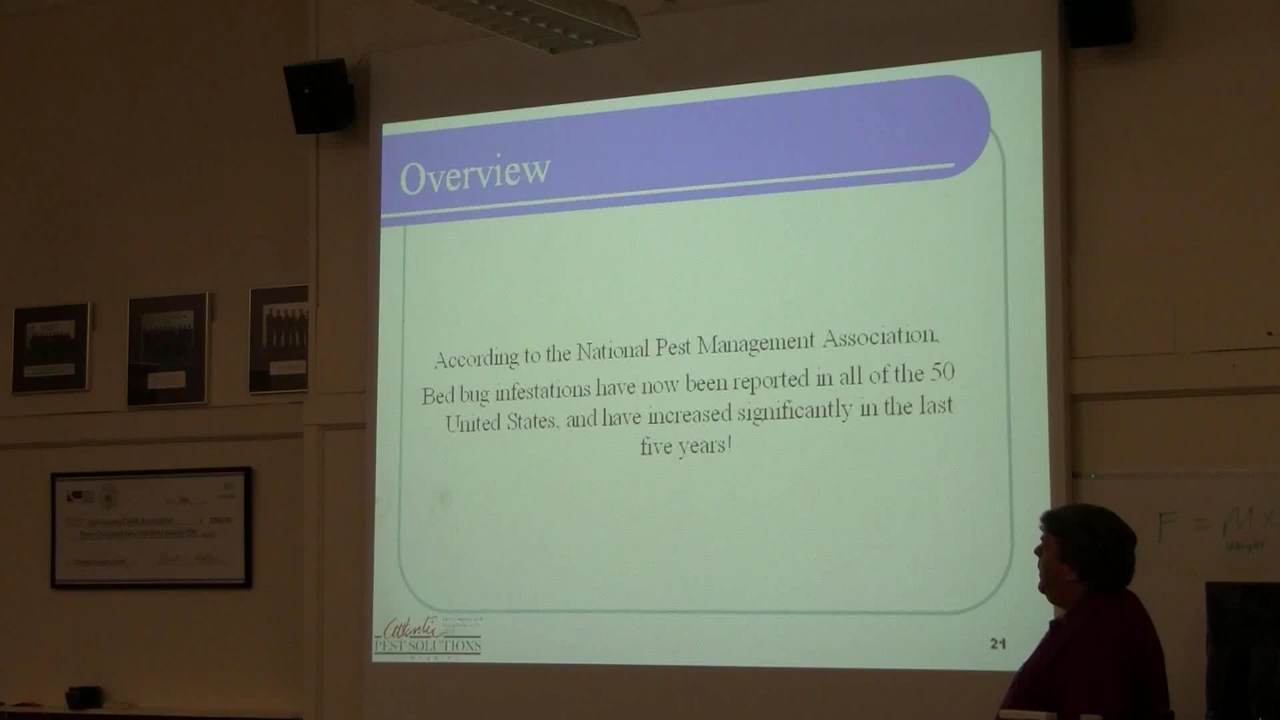 Overview
According to the National Pest Management Association,
Bed bug infestations have now been reported in all of the 50
United States, and have increased significantly in the last
five years!
Atlantic
PEST SOLUTIONS
21
F = M